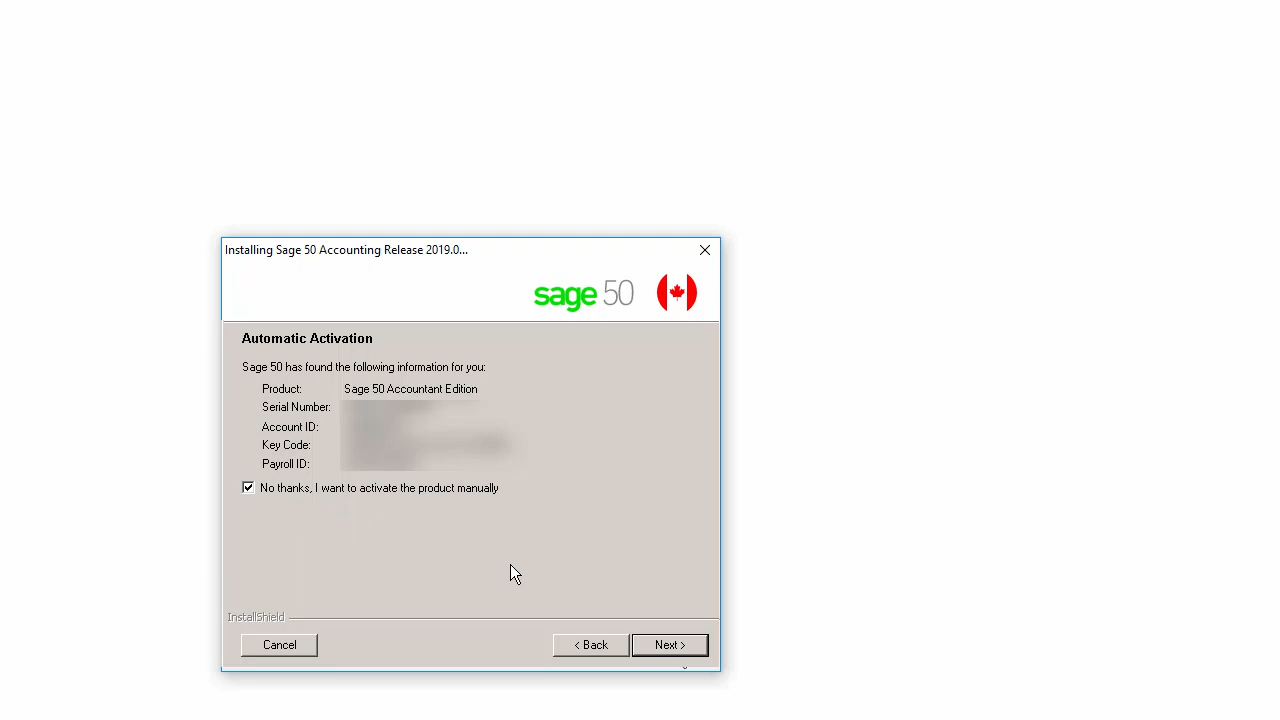 Installing Sage 50 Accounting Release 2019.0...
sage 50
Automatic Activation
Sage 50 has found the following information for you:
Product: Sage 50 Accountant Edition
Serial Number:
Account ID:
Key Code:
Payroll ID:
No thanks, I want to activate the product manually
InstallShield
Cancel < Back Next >